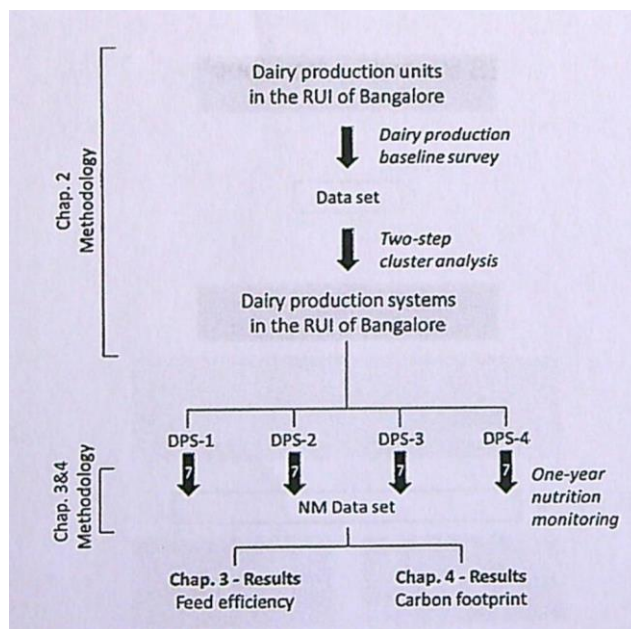 Dairy production units
in the RUI of Bangalore
Dairy production
baseline survey
Data set
Two-step
cluster analysis
Dairy production systems
in the RUI of Bangalore
Chap. 2
Methodology
DPS-1 DPS-2 DPS-3 DPS-4
7 7 7 7
One-year
nutrition
monitoring
NM Data set
Chap. 3&4
Methodology
Chap. 3 - Results
Feed efficiency
Chap. 4 - Results
Carbon footprint